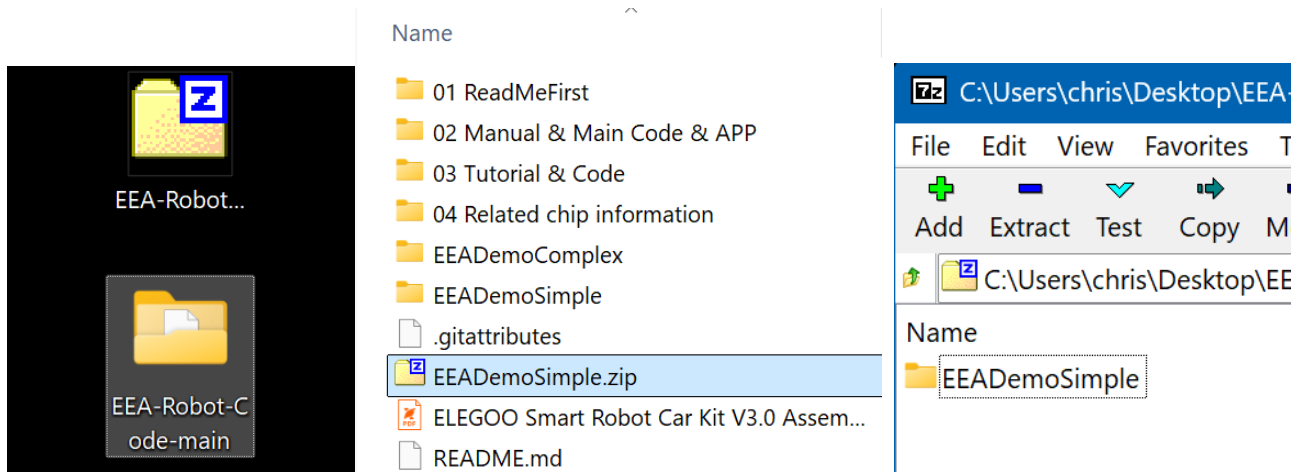 EEA-Robot...
EEA-Robot-C
ode-main
Name
01 ReadMeFirst
02 Manual & Main Code & APP
03 Tutorial & Code
04 Related chip information
EEADemoComplex
EEADemoSimple
.gitattributes
EEADemoSimple.zip
ELEGOO Smart Robot Car Kit V3.0 Assem...
README.md
7z C:\Users\chris\Desktop\EEA-
File Edit View Favorites T
Add Extract Test Copy M
C:\Users\chris\Desktop\EE
Name
EEADemoSimple